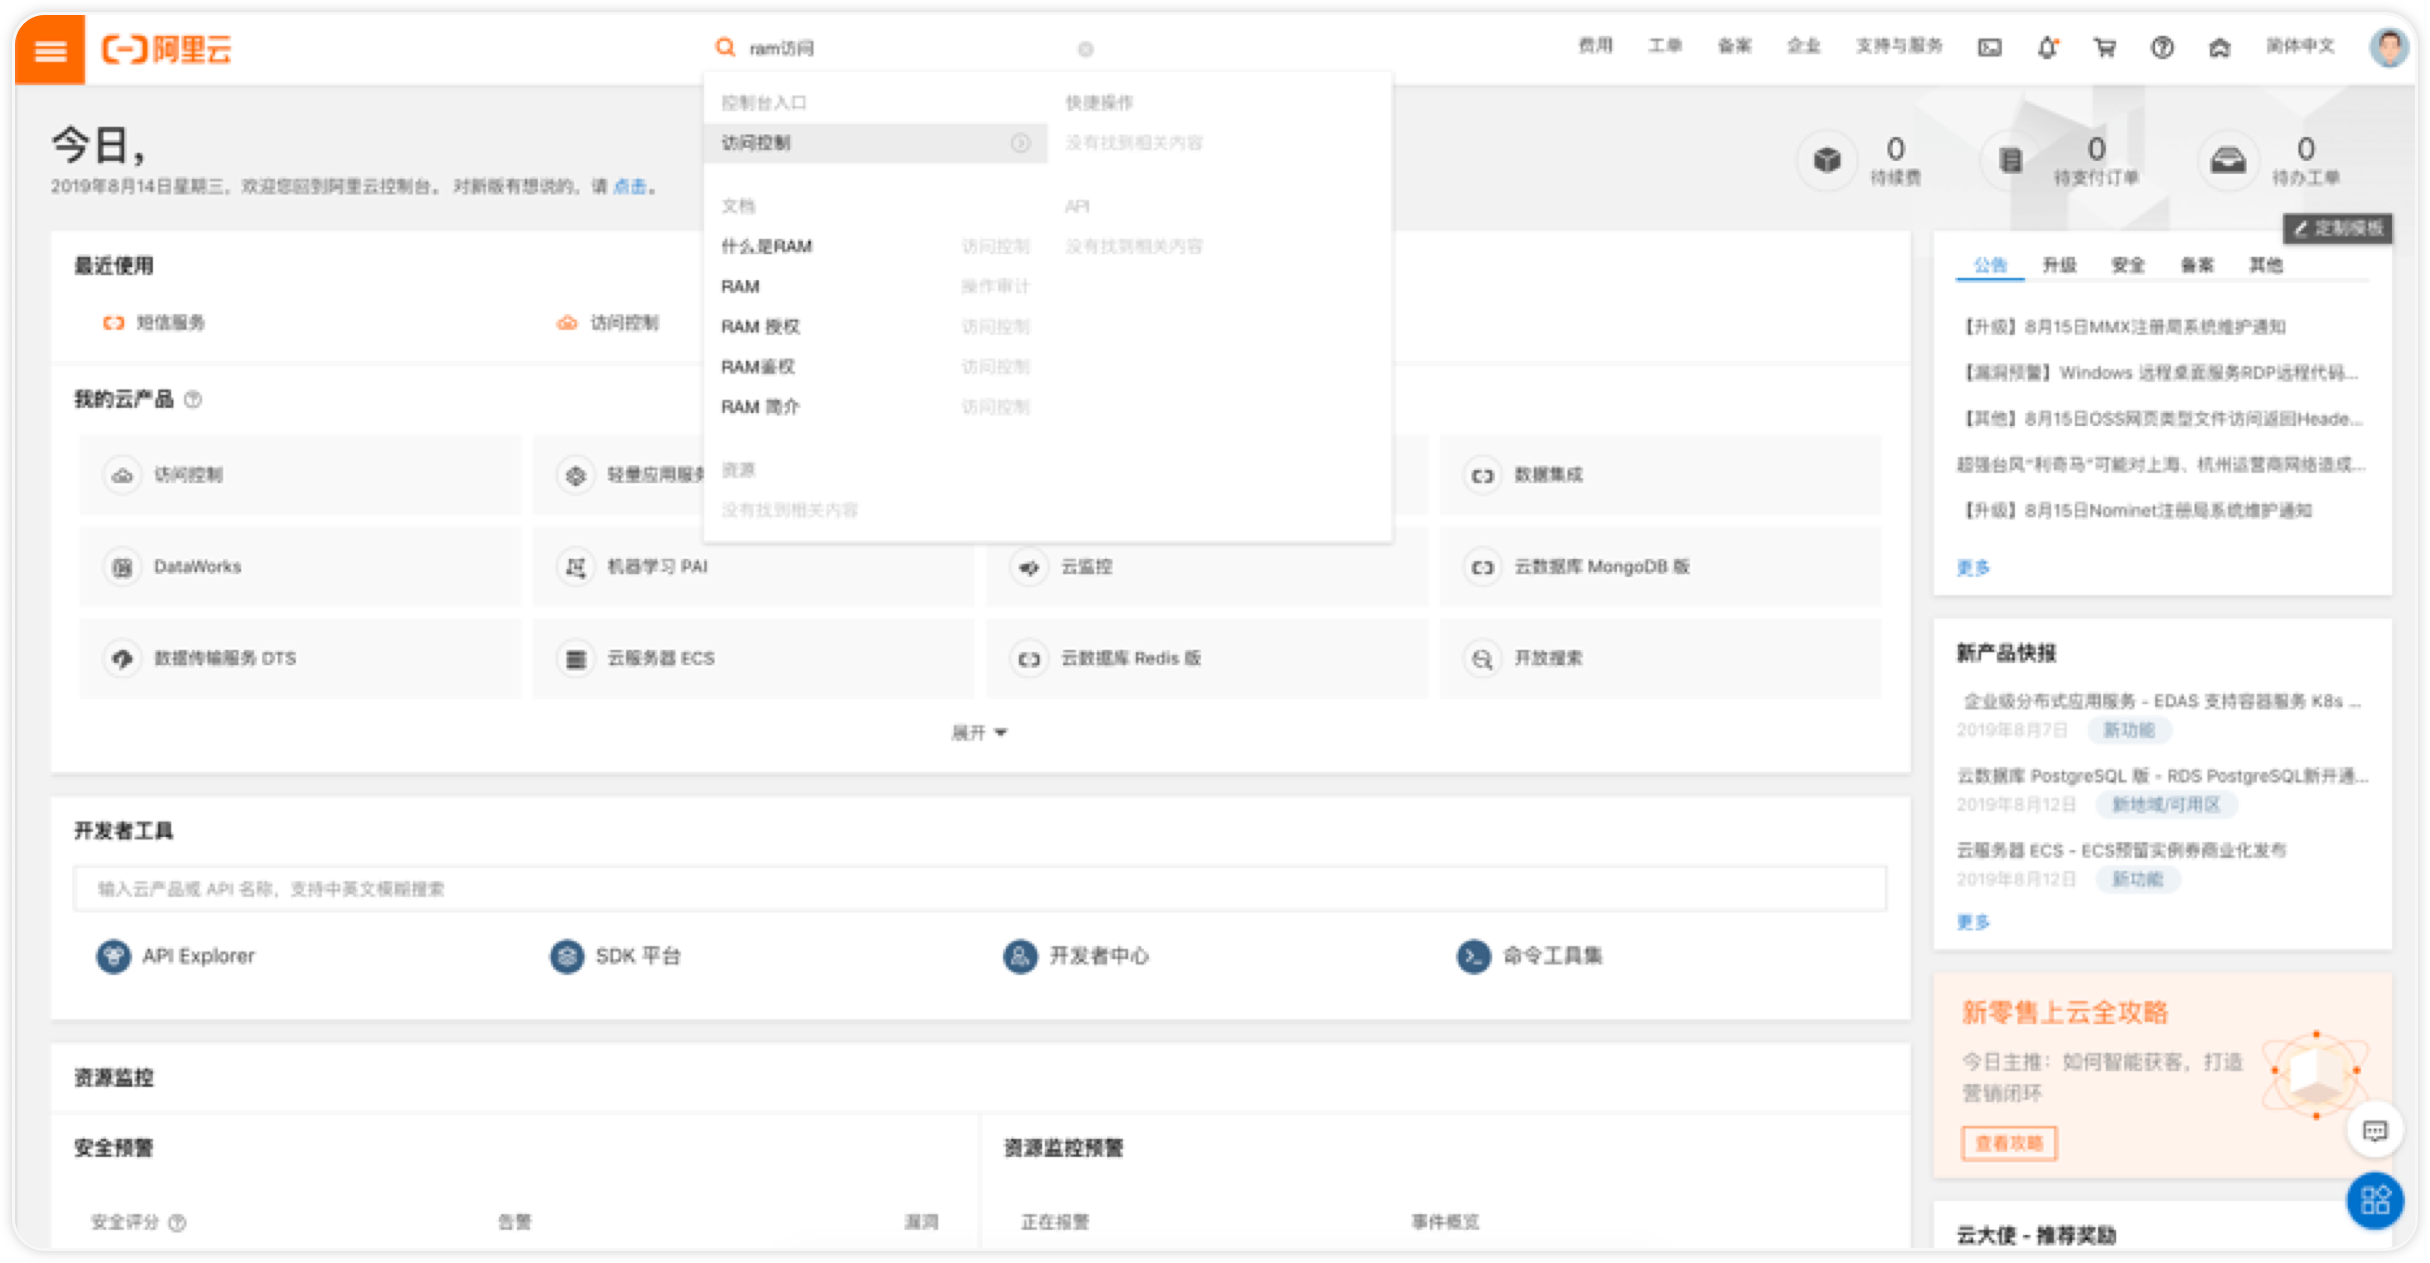 阿里云
ram访问
费用 工单 备案 企业 支持与服务 简体中文
控制台入口 快捷操作
访问控制 没有找到相关内容
文档 API
什么是RAM 访问控制 没有找到相关内容
RAM 操作审计
RAM 授权 访问控制
RAM鉴权 访问控制
RAM 简介 访问控制
资源
没有找到相关内容
今日，
2019年8月14日星期三，欢迎您回到阿里云控制台。 对新版有想说的，请 点击。
0 待续费
0 待支付订单
0 待办工单
定制模板
最近使用
短信服务 访问控制
我的云产品
访问控制 轻量应用服务 数据集成
DataWorks 机器学习 PAI 云监控 云数据库 MongoDB 版
数据传输服务 DTS 云服务器 ECS 云数据库 Redis 版 开放搜索
展开
开发者工具
输入云产品或 API 名称，支持中英文模糊搜索
API Explorer SDK 平台 开发者中心 命令工具集
资源监控
安全预警 资源监控预警
安全评分 告警 漏洞 正在报警 事件概览
公告 升级 安全 备案 其他
【升级】8月15日MMX注册局系统维护通知
【漏洞预警】Windows 远程桌面服务RDP远程代码...
【其他】8月15日OSS网页类型文件访问返回Heade...
超强台风“利奇马”可能对上海、杭州运营商网络造成...
【升级】8月15日Nominet注册局系统维护通知
更多
新产品快报
企业级分布式应用服务 - EDAS 支持容器服务 K8s ...
2019年8月7日 新功能
云数据库 PostgreSQL 版 - RDS PostgreSQL新开通...
2019年8月12日 新地域/可用区
云服务器 ECS - ECS预留实例券商业化发布
2019年8月12日 新功能
更多
新零售上云全攻略
今日主推：如何智能获客，打造
营销闭环
查看攻略
云大使 - 推荐奖励